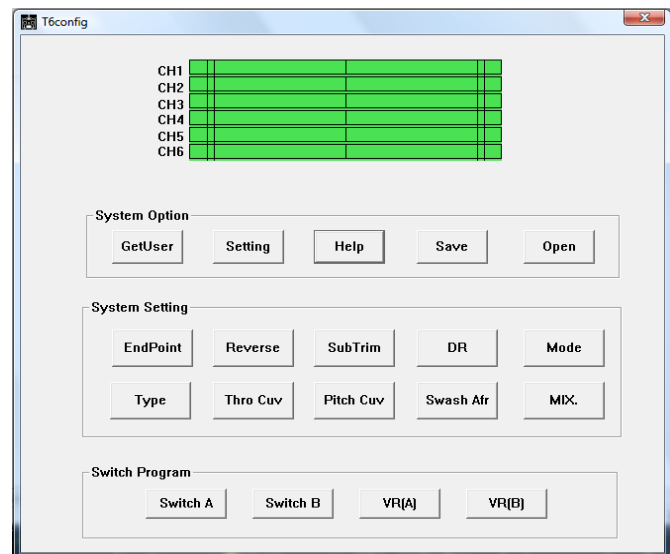 T6config
CH1
CH2
CH3
CH4
CH5
CH6
System Option
GetUser Setting Help Save Open
System Setting
EndPoint Reverse SubTrim DR Mode
Type Thro Cuv Pitch Cuv Swash Afr MIX.
Switch Program
Switch A Switch B VR(A) VR(B)